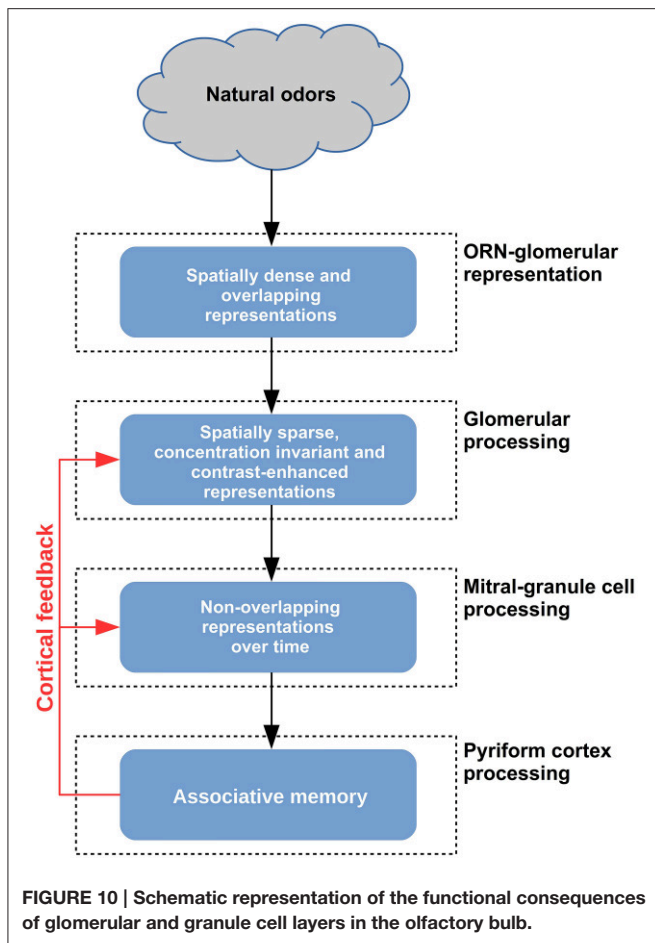 Natural odors
ORN-glomerular
representation
Spatially dense and
overlapping
representations
Glomerular
processing
Spatially sparse,
concentration invariant and
contrast-enhanced
representations
Cortical feedback
Mitral-granule cell
processing
Non-overlapping
representations
over time
Pyriform cortex
processing
Associative memory
FIGURE 10 | Schematic representation of the functional consequences
of glomerular and granule cell layers in the olfactory bulb.